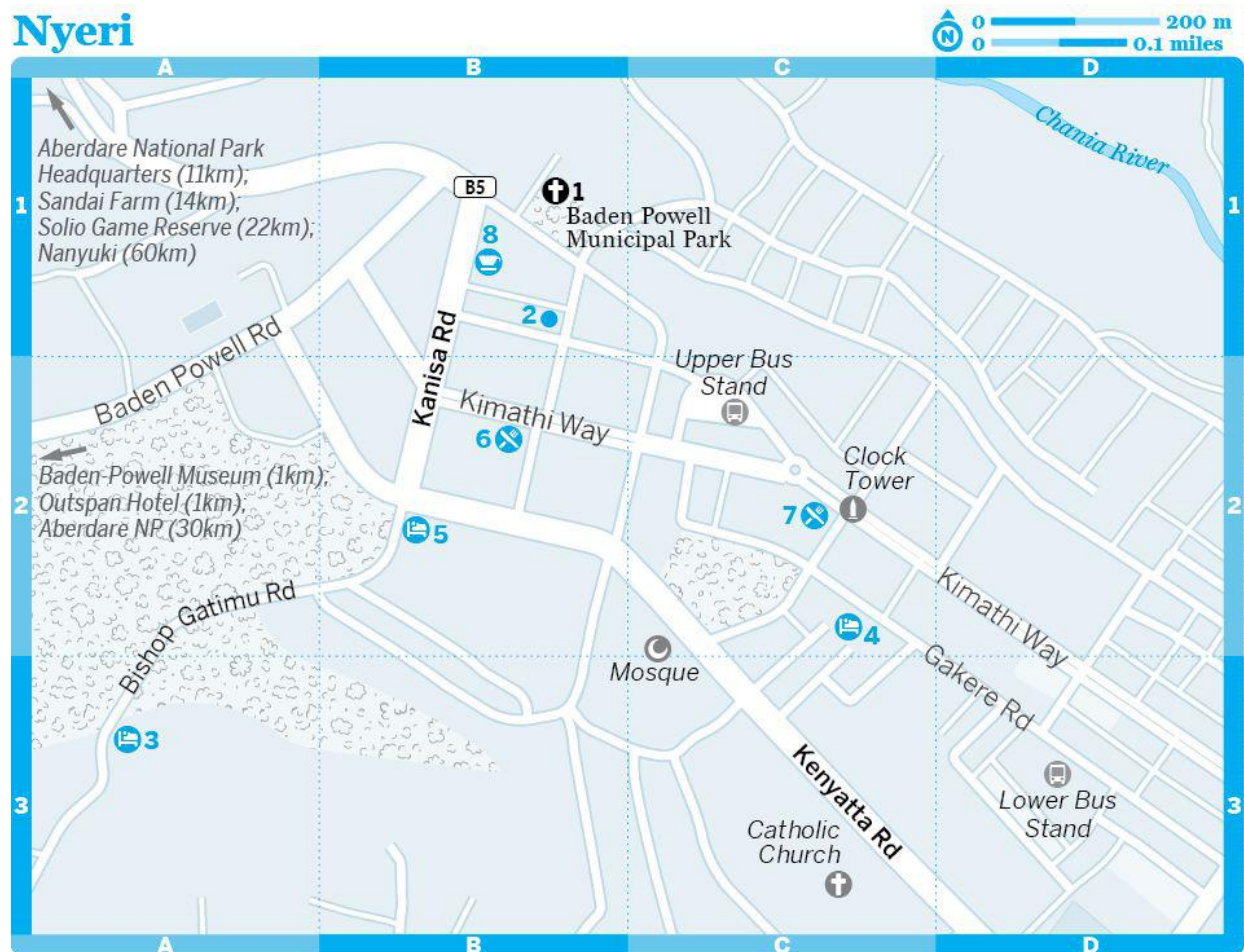 Nyeri
N
0 200 m
0 0.1 miles
A B C D
Chania River
Aberdare National Park
Headquarters (11km);
Sandai Farm (14km);
Solio Game Reserve (22km);
Nanyuki (60km)
1
1
B5
1
Baden Powell
Municipal Park
8
2
Kanisa Rd
Baden Powell Rd
Upper Bus
Stand
Kimathi Way
6
Baden-Powell Museum (1km);
Outspan Hotel (1km);
Aberdare NP (30km)
2
2
Clock
Tower
7
5
Bishop Gatimu Rd
Kimathi Way
4
Mosque
Gakere Rd
3
Kenyatta Rd
Lower Bus
Stand
3
3
Catholic
Church
A B C D